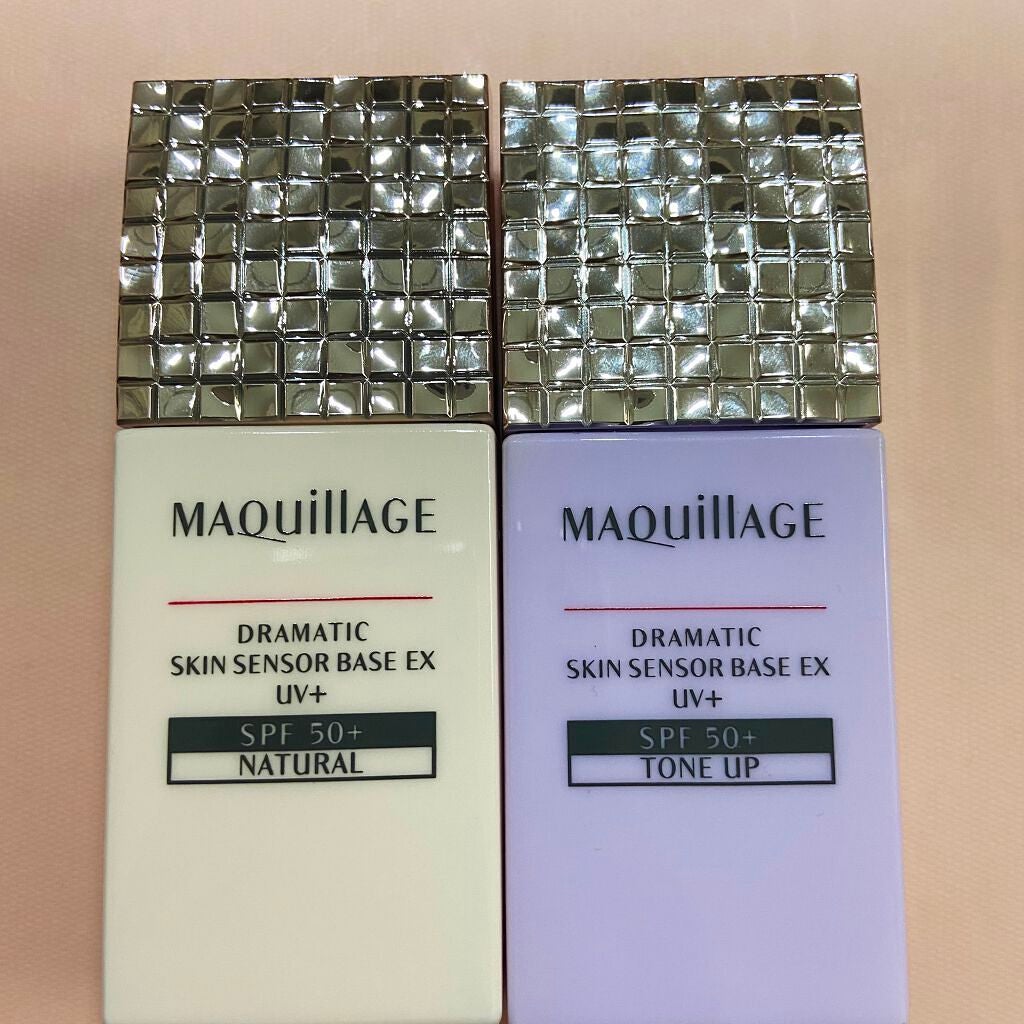 MAQuillAGE
DRAMATIC
SKIN SENSOR BASE EX
UV+
SPF 50+
NATURAL
MAQuillAGE
DRAMATIC
SKIN SENSOR BASE EX
UV+
SPF 50+
TONE UP